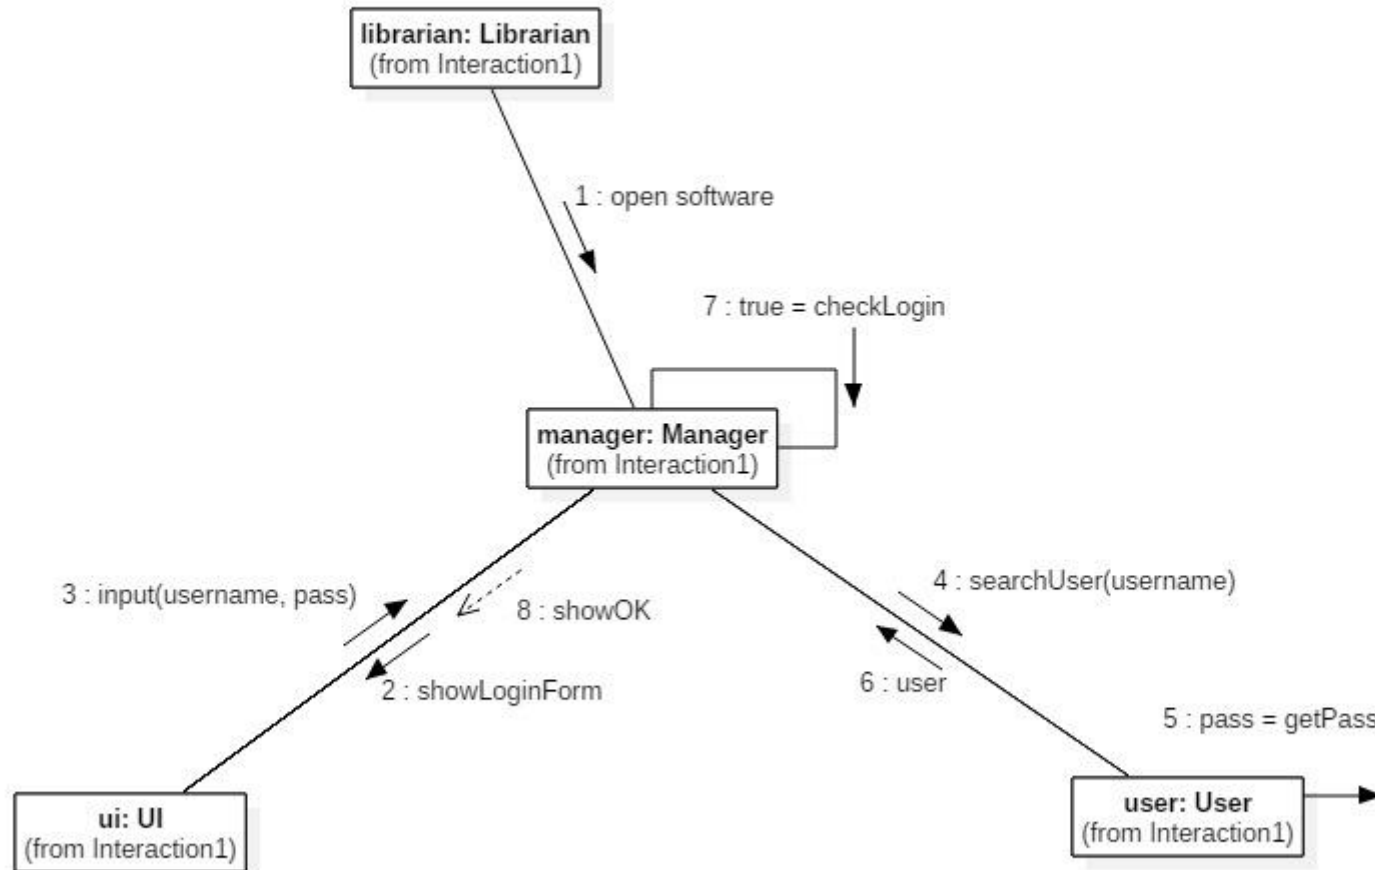 librarian: Librarian
(from Interaction1)
1 : open software
7 : true = checkLogin
manager: Manager
(from Interaction1)
3 : input(username, pass)
8 : showOK
2 : showLoginForm
4 : searchUser(username)
6 : user
5 : pass = getPass
ui: UI
(from Interaction1)
user: User
(from Interaction1)